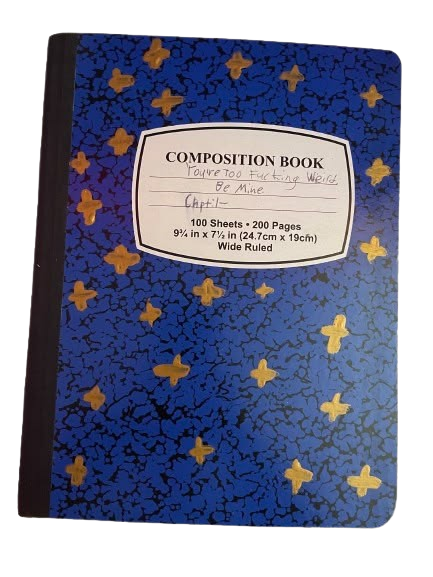 COMPOSITION BOOK
You're Too Fucking Weird
Be Mine
Chpt 1-
100 Sheets • 200 Pages
9¾ in x 7½ in (24.7cm x 19cm)
Wide Ruled